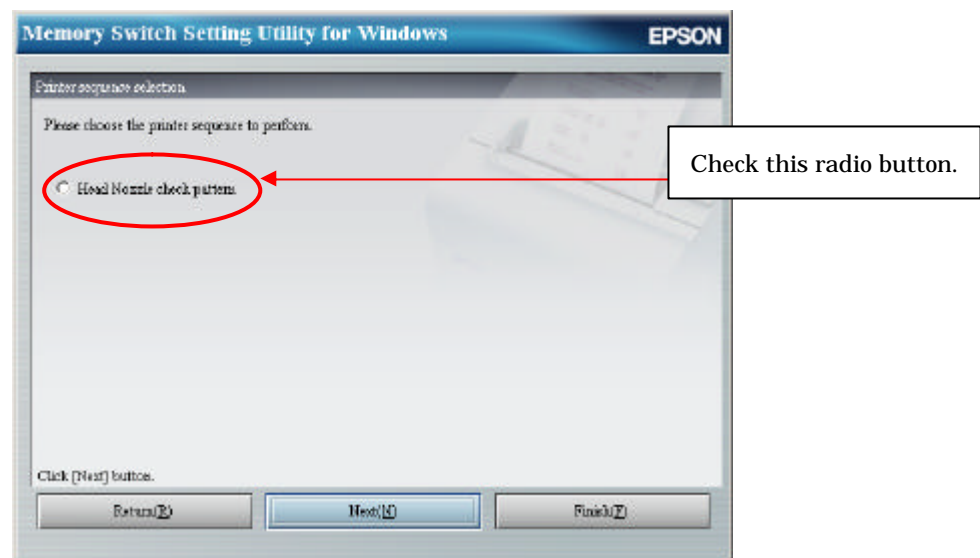 Memory Switch Setting Utility for Windows
EPSON
Printer sequence selection
Please choose the printer sequence to perform.
Check this radio button.
Head Nozzle check pattern.
Click [Next] button.
Return(R)
Next(N)
Finish(F)